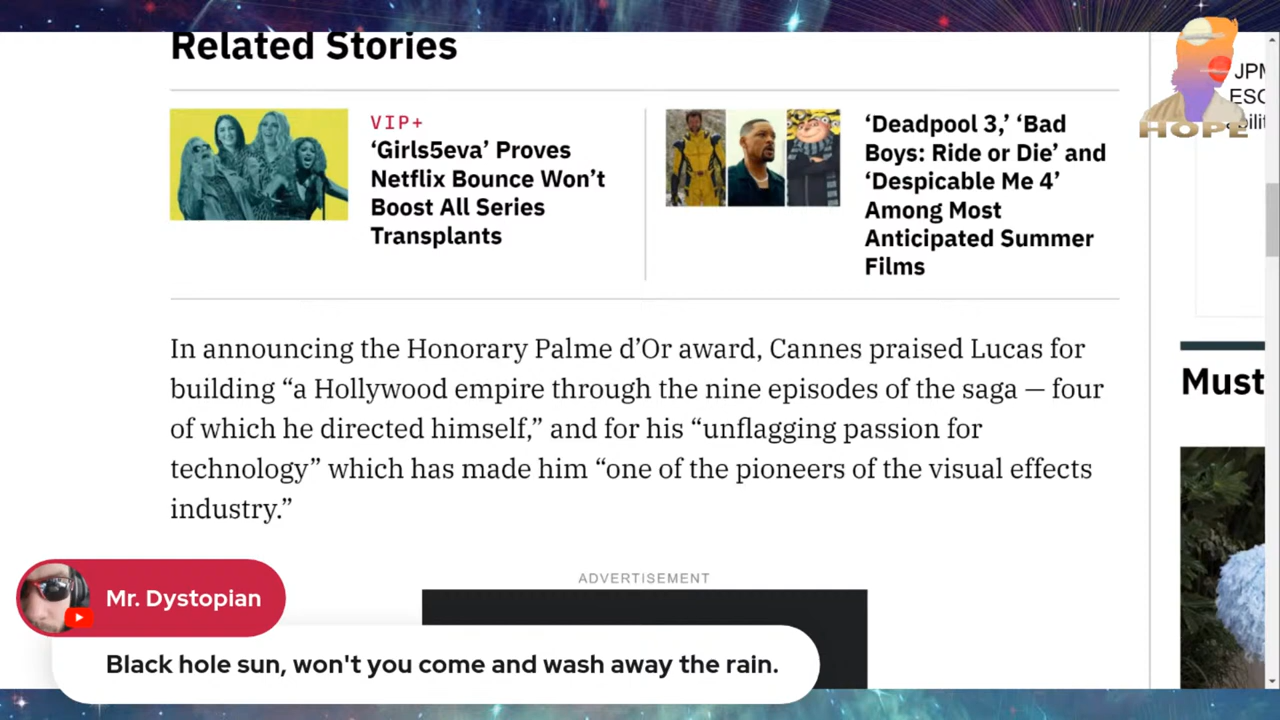 Related Stories
VIP+
‘Girls5eva’ Proves
Netflix Bounce Won’t
Boost All Series
Transplants
‘Deadpool 3,’ ‘Bad
Boys: Ride or Die’ and
‘Despicable Me 4’
Among Most
Anticipated Summer
Films
HOPE
JPM
ESC
In announcing the Honorary Palme d’Or award, Cannes praised Lucas for
building “a Hollywood empire through the nine episodes of the saga — four
of which he directed himself,” and for his “unflagging passion for
technology” which has made him “one of the pioneers of the visual effects
industry.”
Must
ADVERTISEMENT
Mr. Dystopian
Black hole sun, won't you come and wash away the rain.